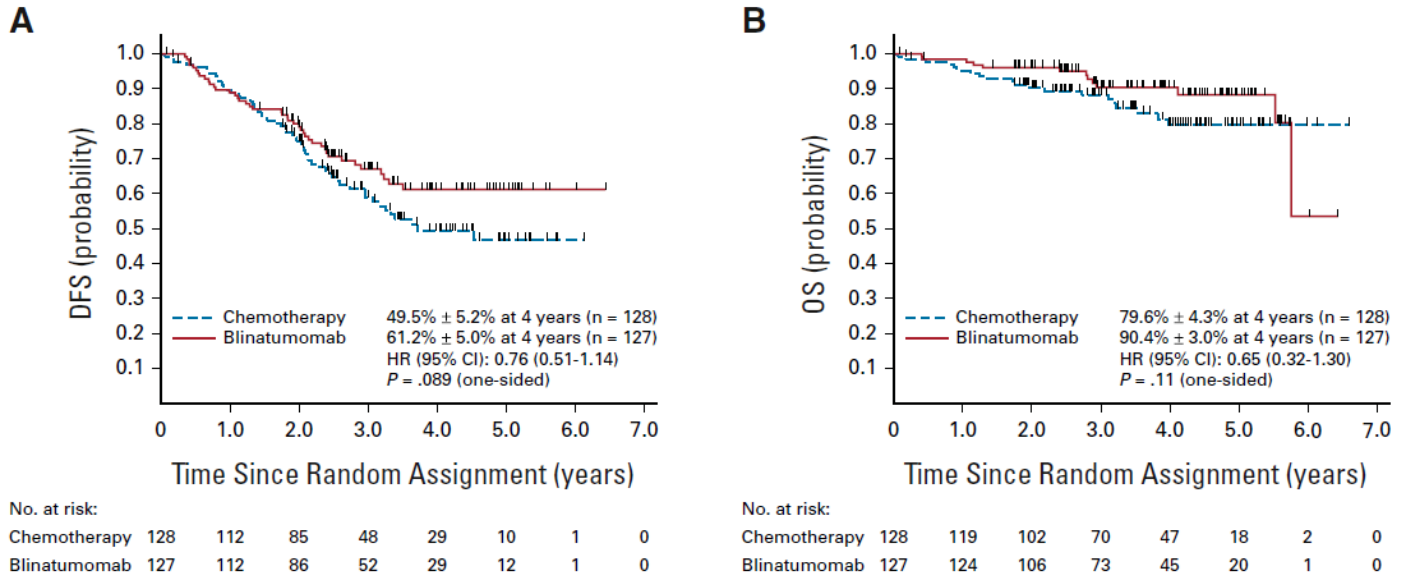 A
DFS (probability)
1.0
0.9
0.8
0.7
0.6
0.5
0.4
0.3
0.2
0.1
Chemotherapy 49.5% ± 5.2% at 4 years (n = 128)
Blinatumomab 61.2% ± 5.0% at 4 years (n = 127)
HR (95% CI): 0.76 (0.51-1.14)
P = .089 (one-sided)
0 1.0 2.0 3.0 4.0 5.0 6.0 7.0
Time Since Random Assignment (years)
No. at risk:
Chemotherapy 128 112 85 48 29 10 1 0
Blinatumomab 127 112 86 52 29 12 1 0
B
OS (probability)
1.0
0.9
0.8
0.7
0.6
0.5
0.4
0.3
0.2
0.1
Chemotherapy 79.6% ± 4.3% at 4 years (n = 128)
Blinatumomab 90.4% ± 3.0% at 4 years (n = 127)
HR (95% CI): 0.65 (0.32-1.30)
P = .11 (one-sided)
0 1.0 2.0 3.0 4.0 5.0 6.0 7.0
Time Since Random Assignment (years)
No. at risk:
Chemotherapy 128 119 102 70 47 18 2 0
Blinatumomab 127 124 106 73 45 20 1 0